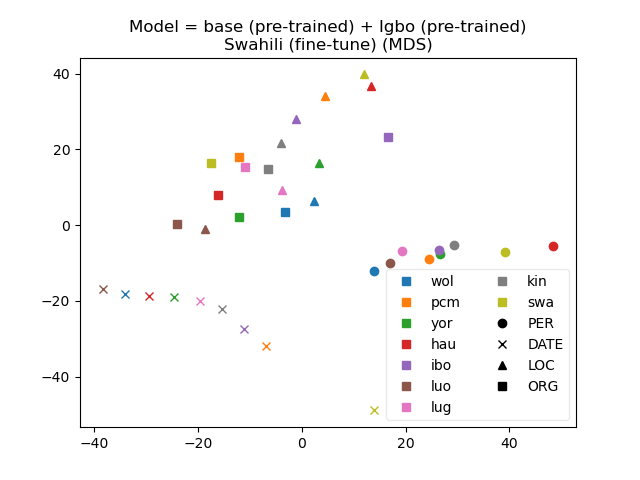 Model = base (pre-trained) + Igbo (pre-trained)
Swahili (fine-tune) (MDS)
40
20
0
−20
−40
−40
−20
0
20
40
wol
pcm
yor
hau
ibo
luo
lug
kin
swa
PER
DATE
LOC
ORG